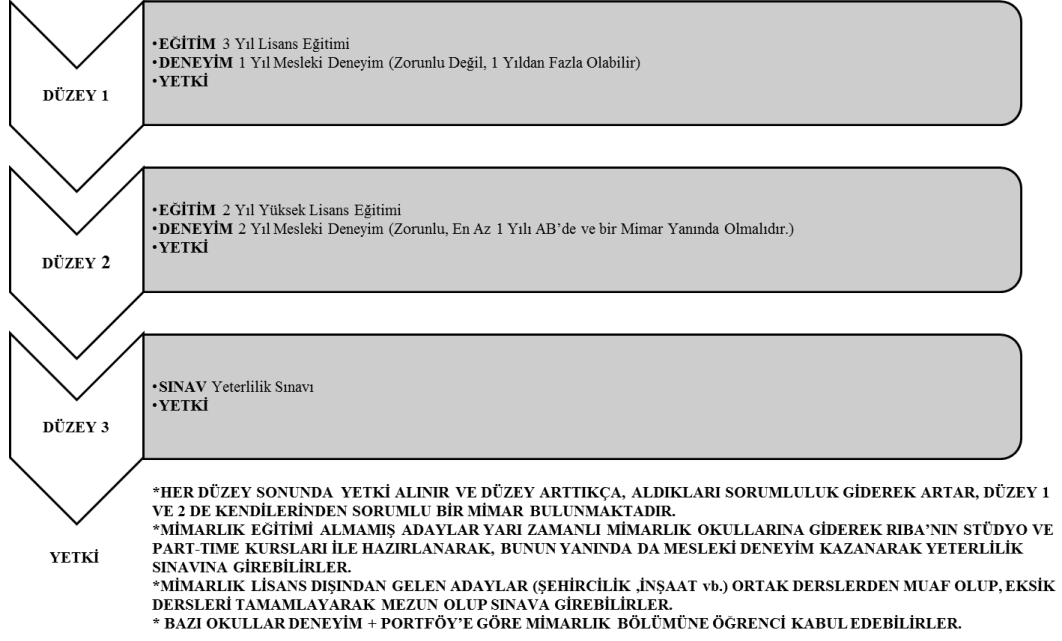 DÜZEY 1
•EĞİTİM 3 Yıl Lisans Eğitimi
•DENEYİM 1 Yıl Mesleki Deneyim (Zorunlu Değil, 1 Yıldan Fazla Olabilir)
•YETKİ
DÜZEY 2
•EĞİTİM 2 Yıl Yüksek Lisans Eğitimi
•DENEYİM 2 Yıl Mesleki Deneyim (Zorunlu, En Az 1 Yılı AB’de ve bir Mimar Yanında Olmalıdır.)
•YETKİ
DÜZEY 3
•SINAV Yeterlilik Sınavı
•YETKİ
YETKİ
*HER DÜZEY SONUNDA YETKİ ALINIR VE DÜZEY ARTTIKÇA, ALDIKLARI SORUMLULUK GİDEREK ARTAR, DÜZEY 1
VE 2 DE KENDİLERİNDEN SORUMLU BİR MİMAR BULUNMAKTADIR.
*MİMARLIK EĞİTİMİ ALMAMIŞ ADAYLAR YARI ZAMANLI MİMARLIK OKULLARINA GİDEREK RIBA’NIN STÜDYO VE
PART-TIME KURSLARI İLE HAZIRLANARAK, BUNUN YANINDA DA MESLEKİ DENEYİM KAZANARAK YETERLİLİK
SINAVINA GİREBİLİRLER.
*MİMARLIK LİSANS DIŞINDAN GELEN ADAYLAR (ŞEHİRCİLİK ,İNŞAAT vb.) ORTAK DERSLERDEN MUAF OLUP, EKSİK
DERSLERİ TAMAMLAYARAK MEZUN OLUP SINAVA GİREBİLİRLER.
* BAZI OKULLAR DENEYİM + PORTFÖY’E GÖRE MİMARLIK BÖLÜMÜNE ÖĞRENCİ KABUL EDEBİLİRLER.